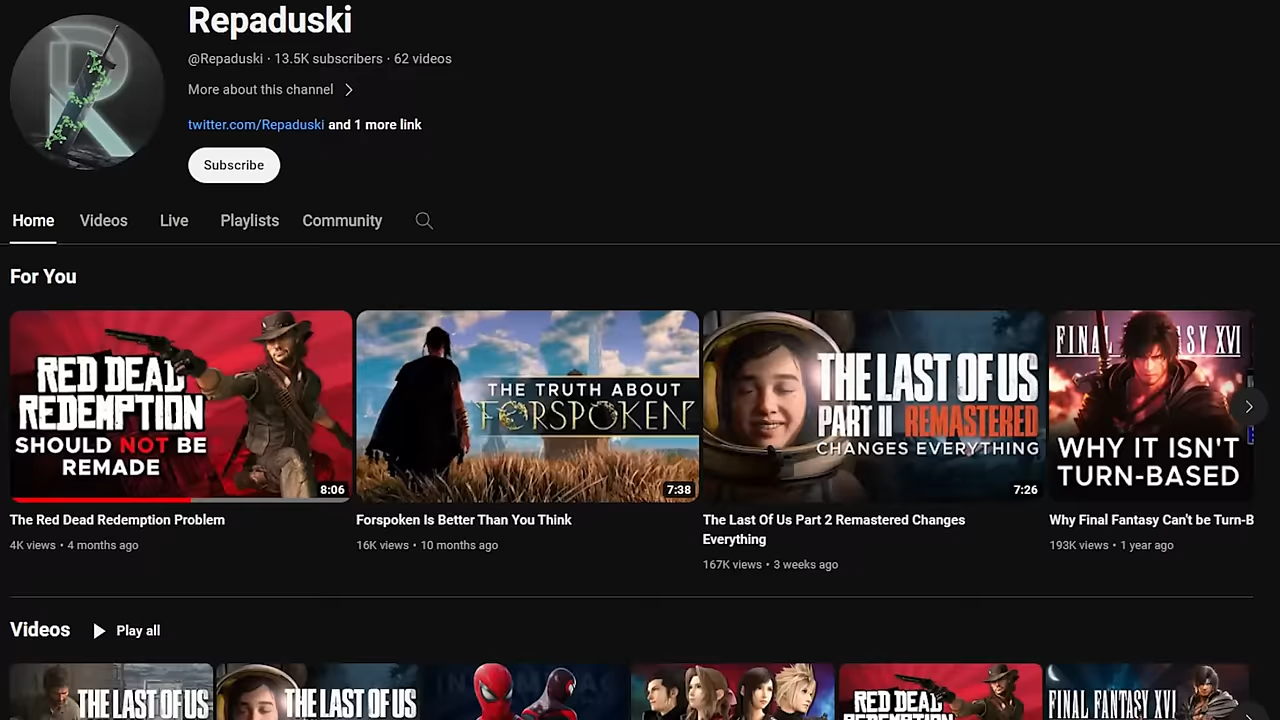 Repaduski
@Repaduski · 13.5K subscribers · 62 videos
More about this channel
twitter.com/Repaduski and 1 more link
Subscribe
Home Videos Live Playlists Community
For You
RED DEAD
REDEMPTION
SHOULD NOT BE
REMADE
8:06
THE TRUTH ABOUT
FORSPOKEN
7:38
THE LAST OF US
PART II REMASTERED
CHANGES EVERYTHING
7:26
FINAL FANTASY XVI
WHY IT ISN'T
TURN-BASED
The Red Dead Redemption Problem
4K views • 4 months ago
Forspoken Is Better Than You Think
16K views • 10 months ago
The Last Of Us Part 2 Remastered Changes
Everything
167K views • 3 weeks ago
Why Final Fantasy Can't be Turn-B
193K views • 1 year ago
Videos Play all
THE LAST OF US
THE LAST OF US
RED DEAD
REDEMPTION
FINAL FANTASY XVI